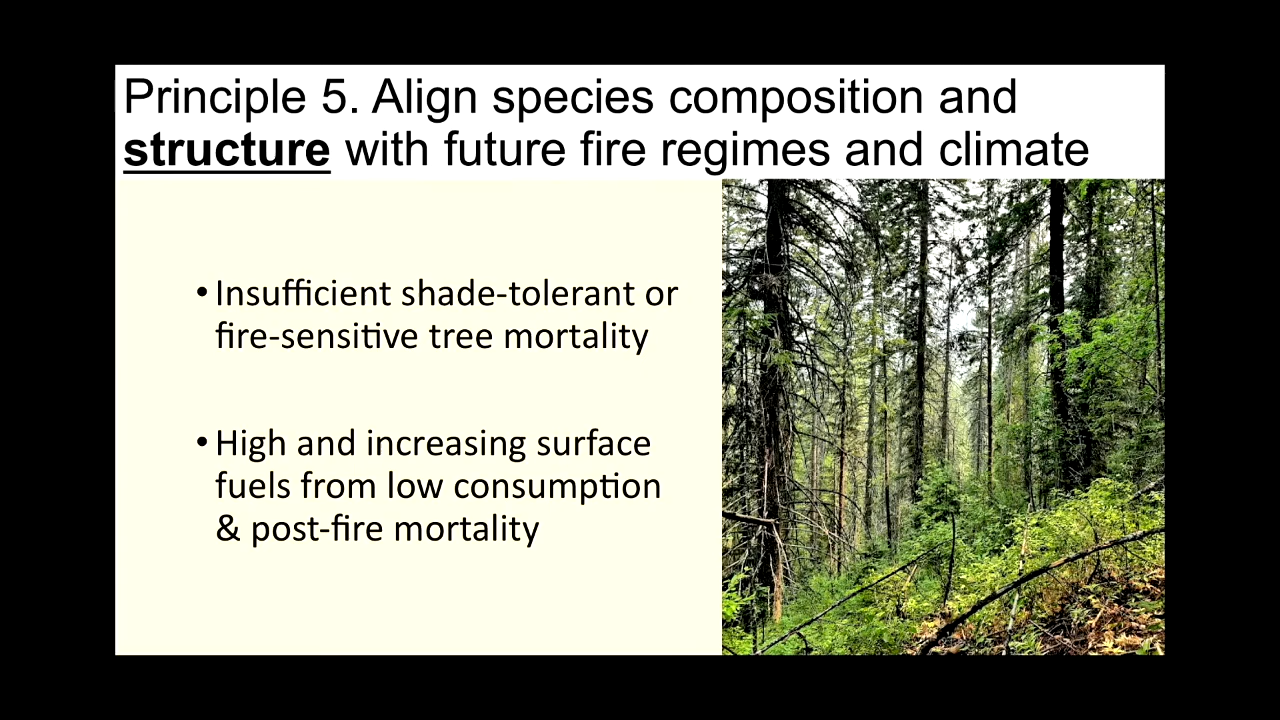 Principle 5. Align species composition and
structure with future fire regimes and climate
• Insufficient shade-tolerant or
fire-sensitive tree mortality
• High and increasing surface
fuels from low consumption
& post-fire mortality